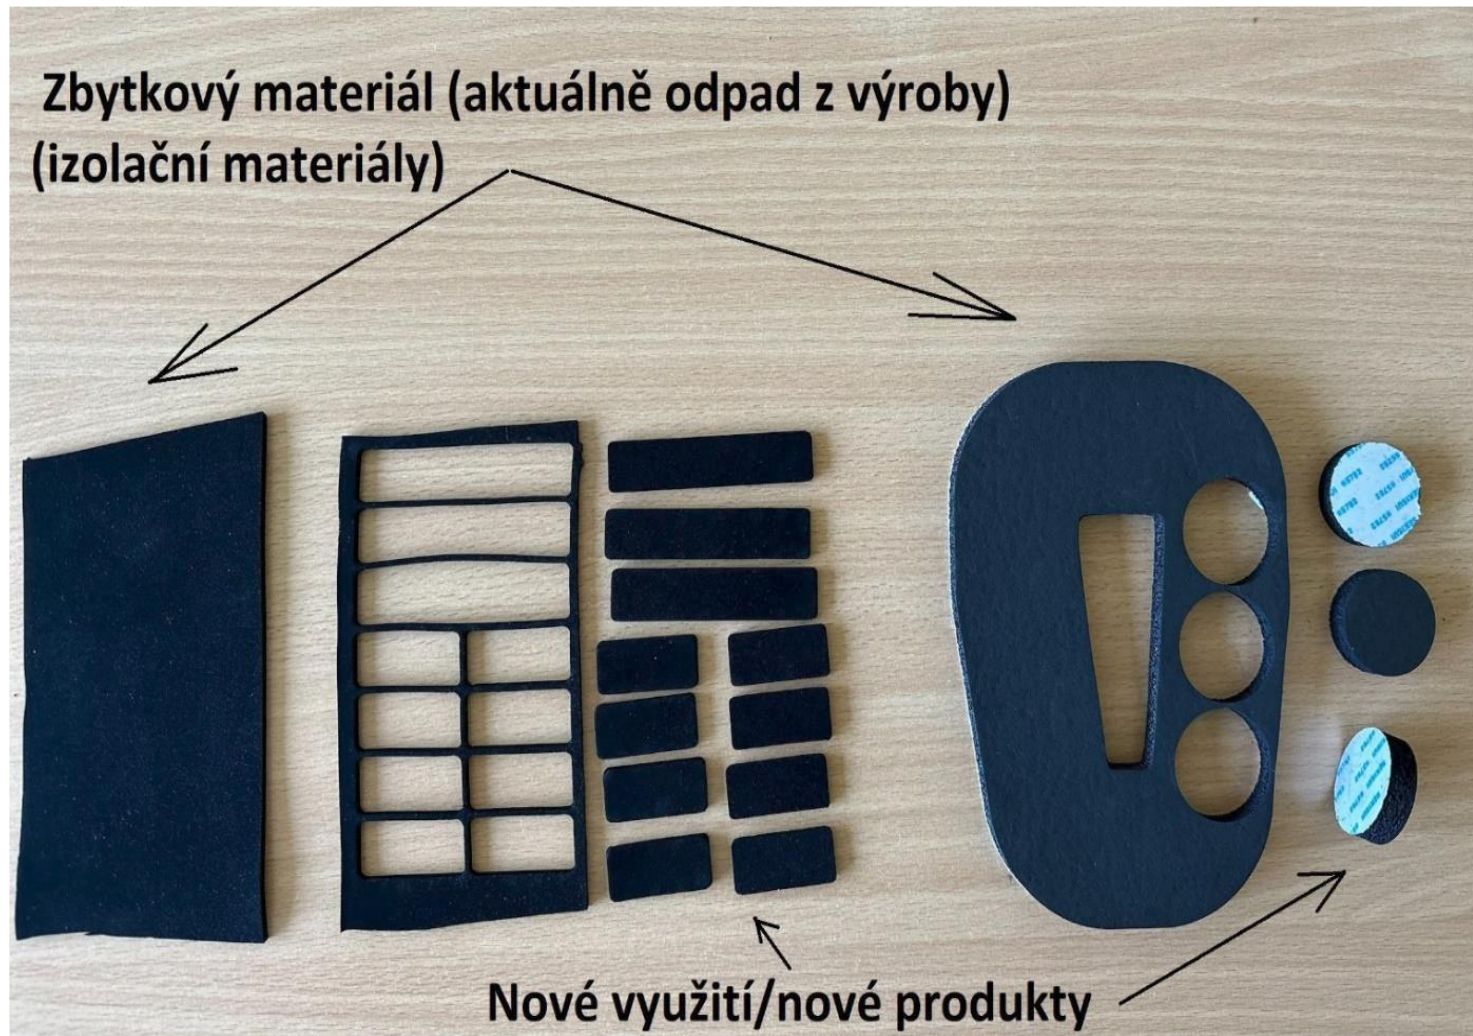 Zbytkový materiál (aktuálně odpad z výroby)
(izolační materiály)
Nové využití/nové produkty